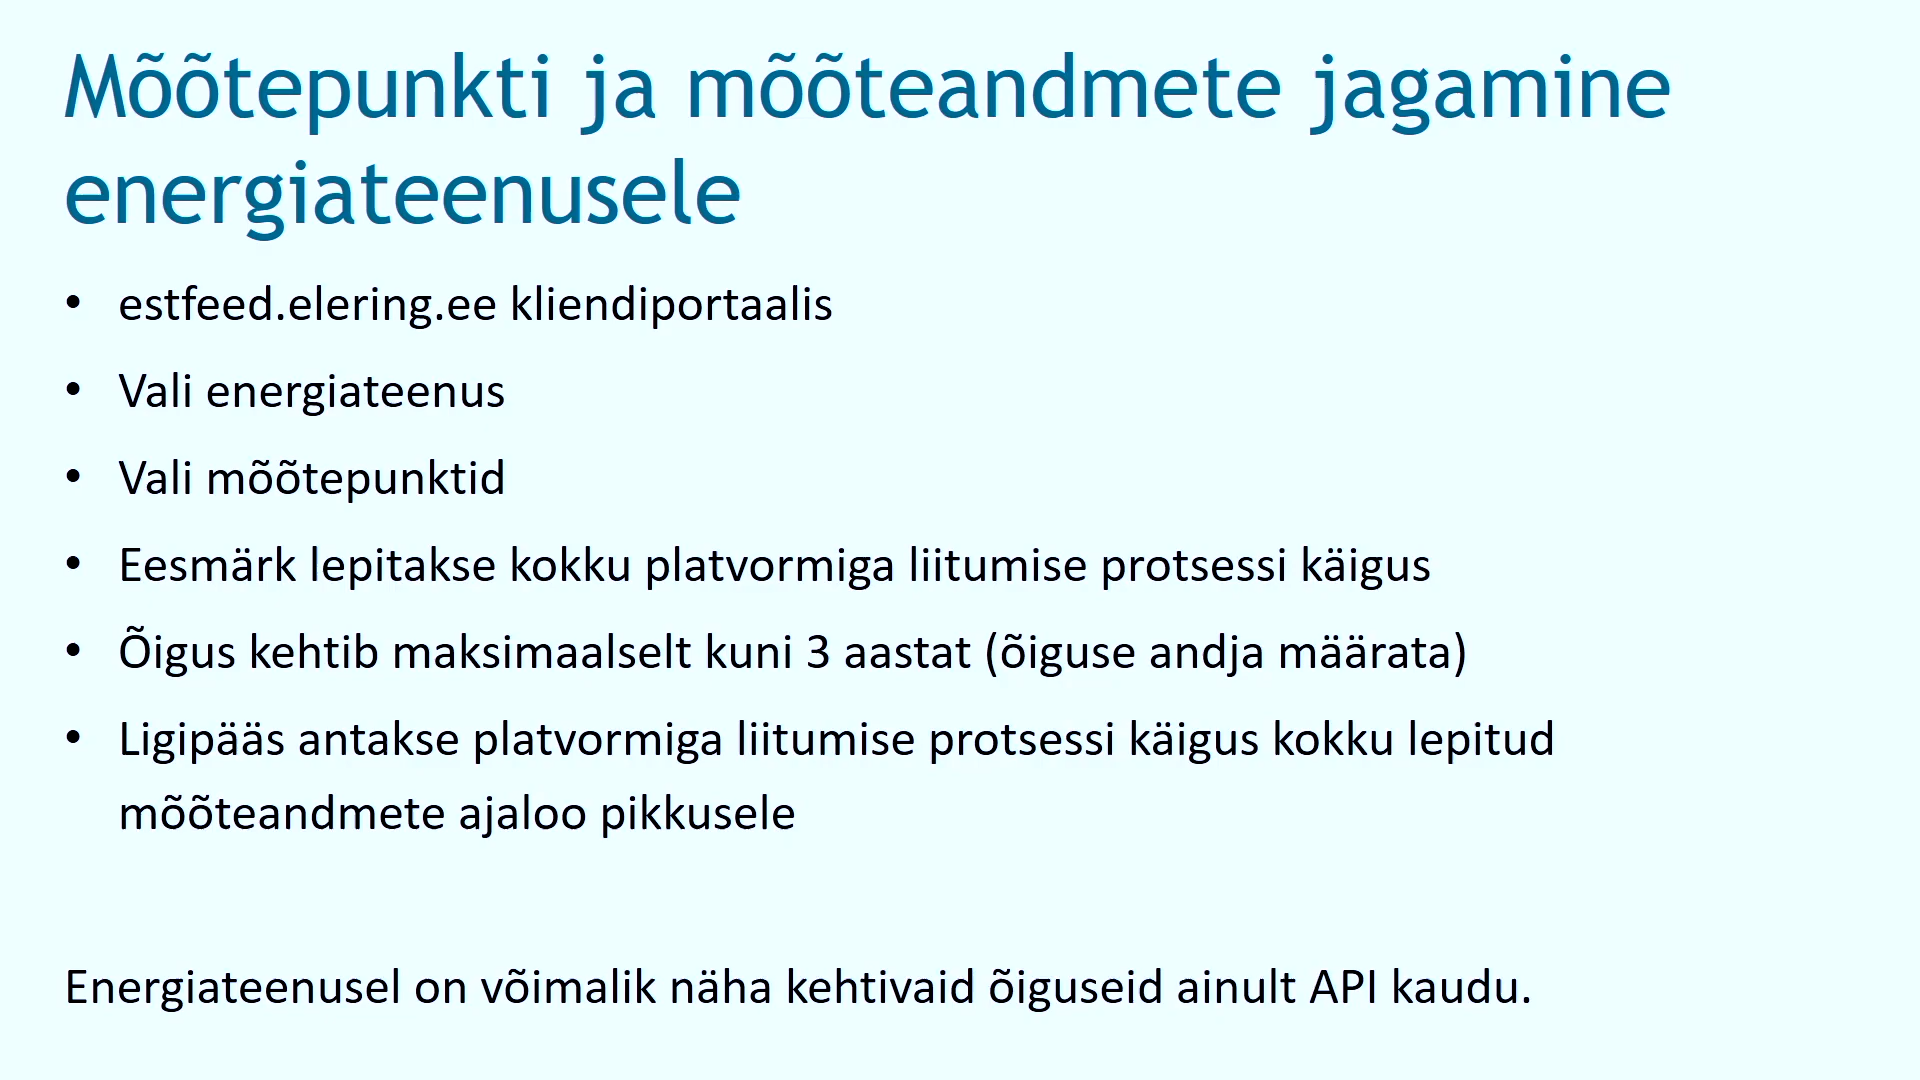 Mõõtepunkti ja mõõteandmete jagamine
energiateenusele
• estfeed.elering.ee kliendiportaalis
• Vali energiateenus
• Vali mõõtepunktid
• Eesmärk lepitakse kokku platvormiga liitumise protsessi käigus
• Õigus kehtib maksimaalselt kuni 3 aastat (õiguse andja määrata)
• Ligipääs antakse platvormiga liitumise protsessi käigus kokku lepitud
mõõteandmete ajaloo pikkusele
Energiateenusel on võimalik näha kehtivaid õiguseid ainult API kaudu.